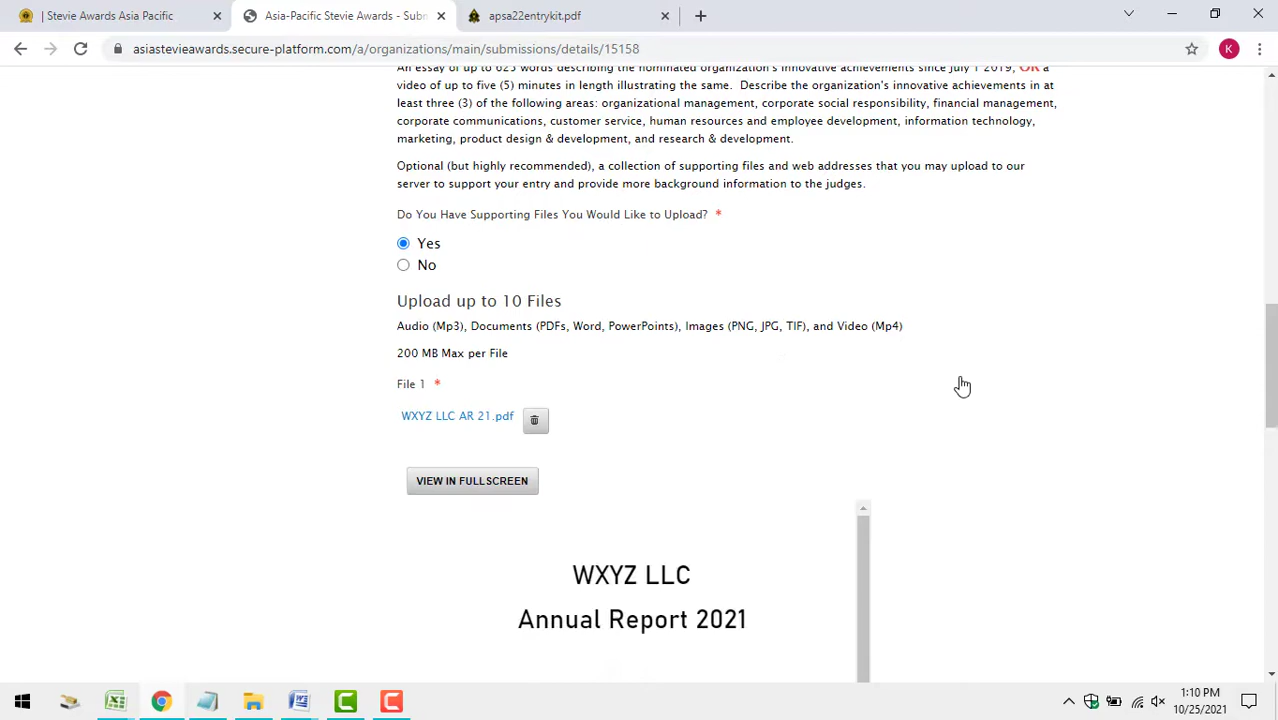 | Stevie Awards Asia Pacific
Asia-Pacific Stevie Awards - Subm
apsa22entrykit.pdf
asiastevieawards.secure-platform.com/a/organizations/main/submissions/details/15158
K
An essay of up to 625 words describing the nominated organization's innovative achievements since July 1 2019, OR a
video of up to five (5) minutes in length illustrating the same. Describe the organization's innovative achievements in at
least three (3) of the following areas: organizational management, corporate social responsibility, financial management,
corporate communications, customer service, human resources and employee development, information technology,
marketing, product design & development, and research & development.
Optional (but highly recommended), a collection of supporting files and web addresses that you may upload to our
server to support your entry and provide more background information to the judges.
Do You Have Supporting Files You Would Like to Upload? *
Yes
No
Upload up to 10 Files
Audio (Mp3), Documents (PDFs, Word, PowerPoints), Images (PNG, JPG, TIF), and Video (Mp4)
200 MB Max per File
File 1 *
WXYZ LLC AR 21.pdf
VIEW IN FULLSCREEN
WXYZ LLC
Annual Report 2021
1:10 PM
10/25/2021